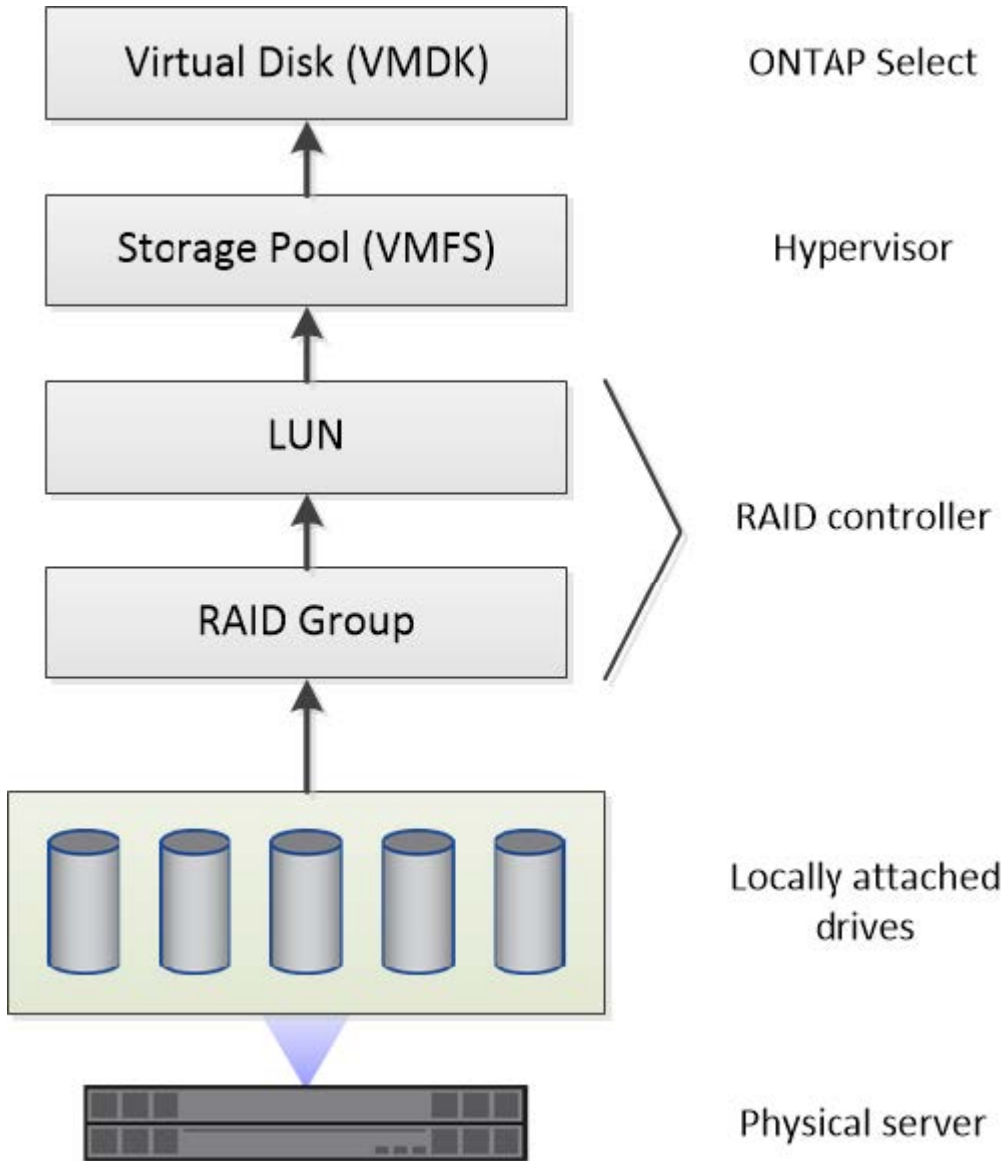 Virtual Disk (VMDK)
ONTAP Select
Storage Pool (VMFS)
Hypervisor
LUN
RAID controller
RAID Group
Locally attached
drives
Physical server